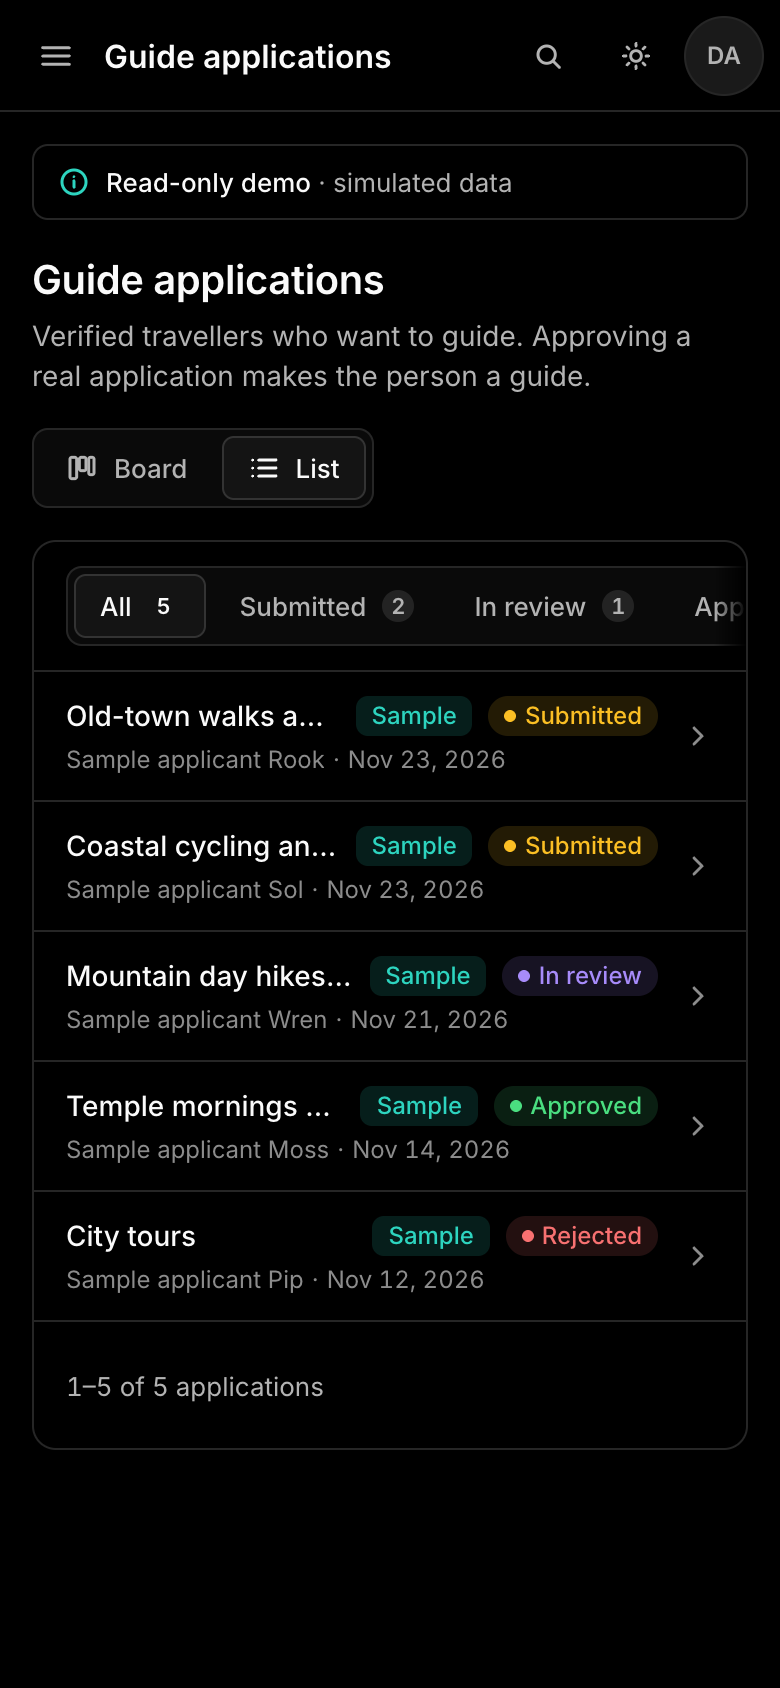 Guide applications
DA
Read-only demo · simulated data
Guide applications
Verified travellers who want to guide. Approving a
real application makes the person a guide.
Board
List
All 5 Submitted 2 In review 1 App
Old-town walks a... Sample Submitted
Sample applicant Rook · Nov 23, 2026
Coastal cycling an... Sample Submitted
Sample applicant Sol · Nov 23, 2026
Mountain day hikes... Sample In review
Sample applicant Wren · Nov 21, 2026
Temple mornings ... Sample Approved
Sample applicant Moss · Nov 14, 2026
City tours Sample Rejected
Sample applicant Pip · Nov 12, 2026
1–5 of 5 applications